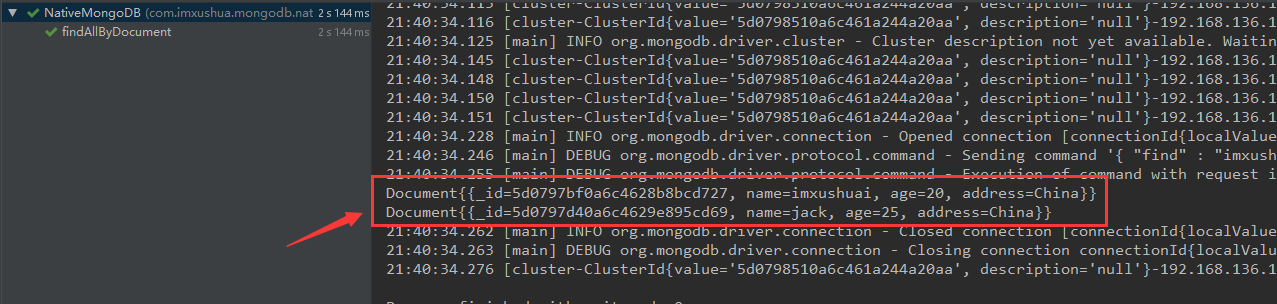 NativeMongoDB (com.imxushua.mongodb.nat 2 s 144 ms
findAllByDocument 2 s 144 ms
21:40:34.115 [cluster-ClusterId{value='5d0798510a6c461a244a20aa', description='null'}-192.168.136.1
21:40:34.116 [cluster-ClusterId{value='5d0798510a6c461a244a20aa', description='null'}-192.168.136.1
21:40:34.125 [main] INFO org.mongodb.driver.cluster - Cluster description not yet available. Waitin
21:40:34.145 [cluster-ClusterId{value='5d0798510a6c461a244a20aa', description='null'}-192.168.136.1
21:40:34.148 [cluster-ClusterId{value='5d0798510a6c461a244a20aa', description='null'}-192.168.136.1
21:40:34.150 [cluster-ClusterId{value='5d0798510a6c461a244a20aa', description='null'}-192.168.136.1
21:40:34.151 [cluster-ClusterId{value='5d0798510a6c461a244a20aa', description='null'}-192.168.136.1
21:40:34.228 [main] INFO org.mongodb.driver.connection - Opened connection [connectionId{localValue
21:40:34.246 [main] DEBUG org.mongodb.driver.protocol.command - Sending command '{ "find" : "imxush
21:40:34.255 [main] DEBUG org.mongodb.driver.protocol.command - Execution of command with request i
Document{{_id=5d0797bf0a6c4628b8bcd727, name=imxushuai, age=20, address=China}}
Document{{_id=5d0797d40a6c4629e895cd69, name=jack, age=25, address=China}}
21:40:34.262 [main] INFO org.mongodb.driver.connection - Closed connection [connectionId{localValue
21:40:34.263 [main] DEBUG org.mongodb.driver.connection - Closing connection connectionId{localValu
21:40:34.276 [cluster-ClusterId{value='5d0798510a6c461a244a20aa', description='null'}-192.168.136.1